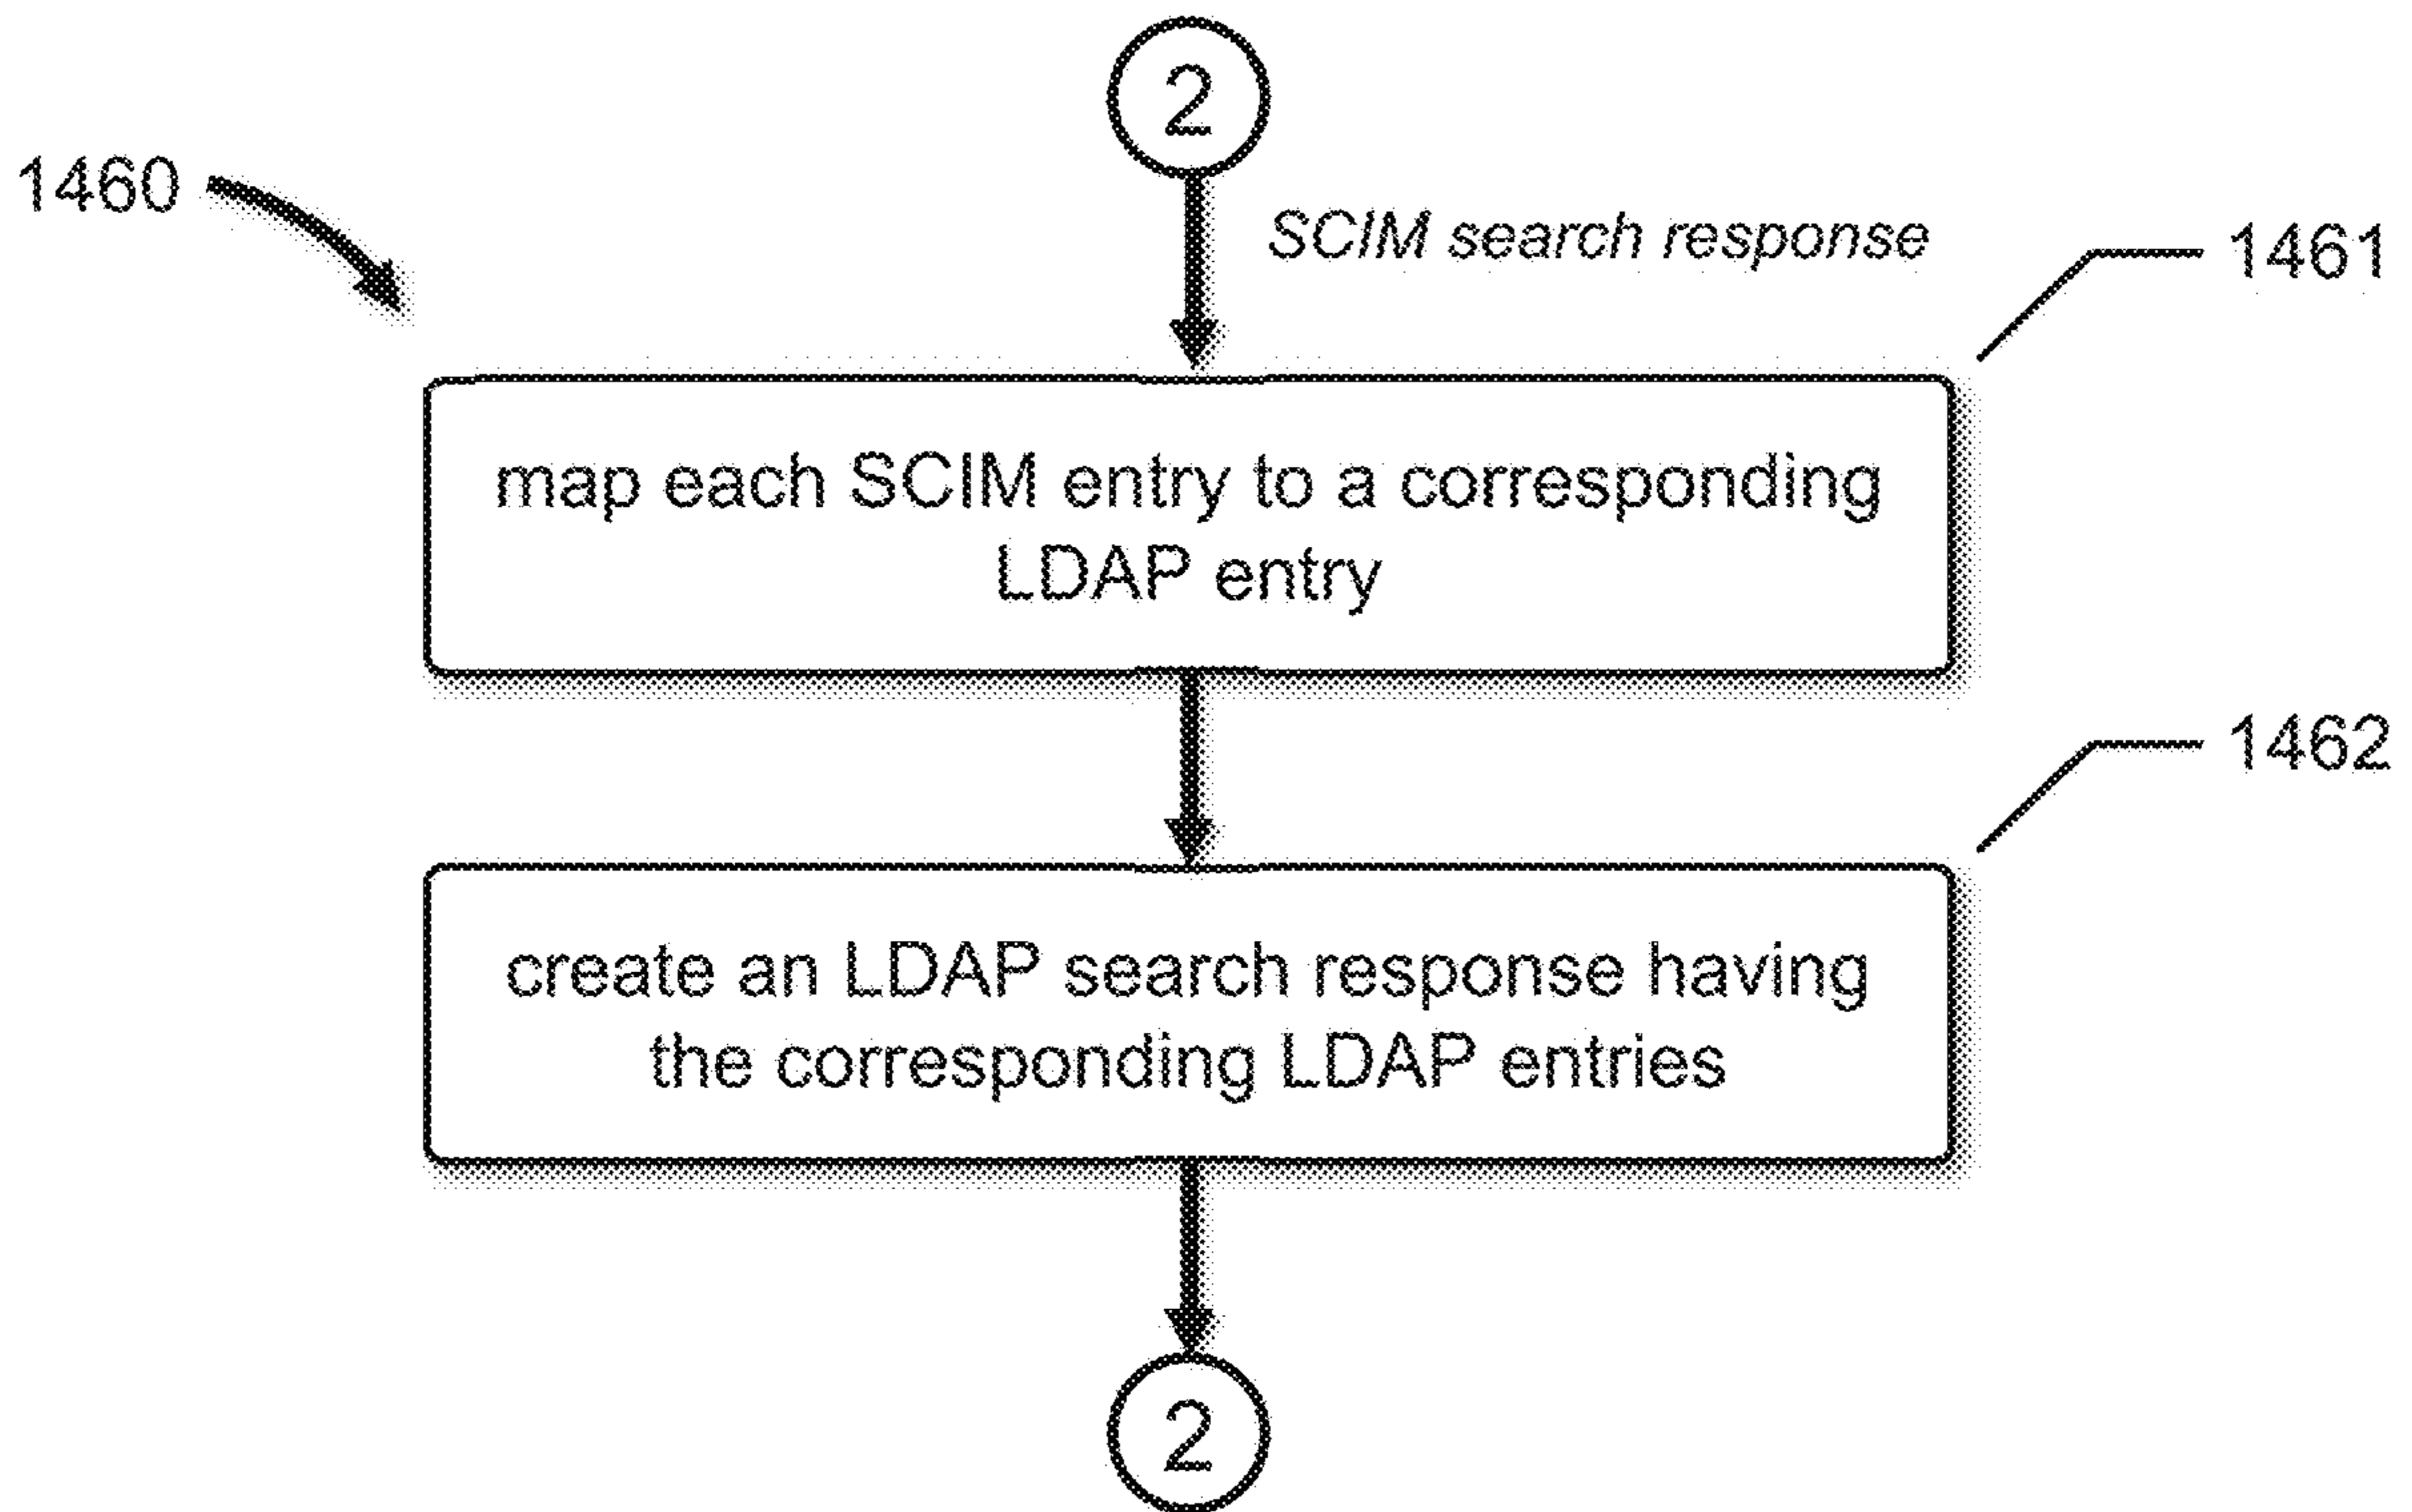 2
1460
SCIM search response
1461
map each SCIM entry to a corresponding
LDAP entry
1462
create an LDAP search response having
the corresponding LDAP entries
2